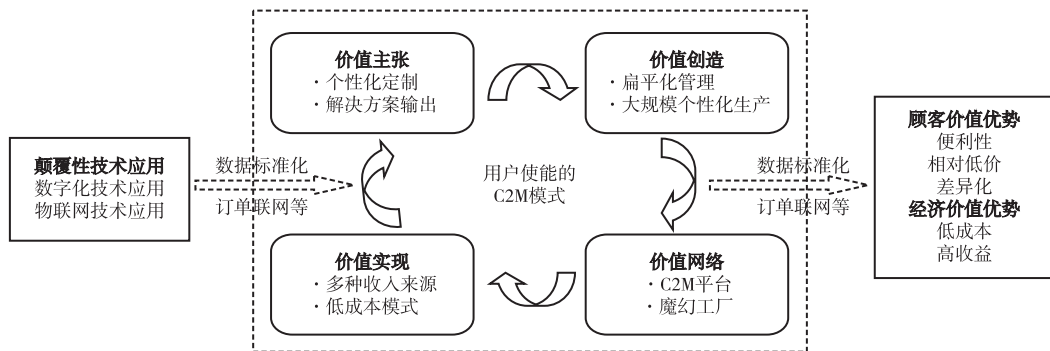 颠覆性技术应用
数字化技术应用
物联网技术应用
数据标准化
订单联网等
价值主张
· 个性化定制
· 解决方案输出
价值创造
· 扁平化管理
· 大规模个性化生产
用户使能的
C2M模式
价值实现
· 多种收入来源
· 低成本模式
价值网络
· C2M平台
· 魔幻工厂
数据标准化
订单联网等
顾客价值优势
便利性
相对低价
差异化
经济价值优势
低成本
高收益